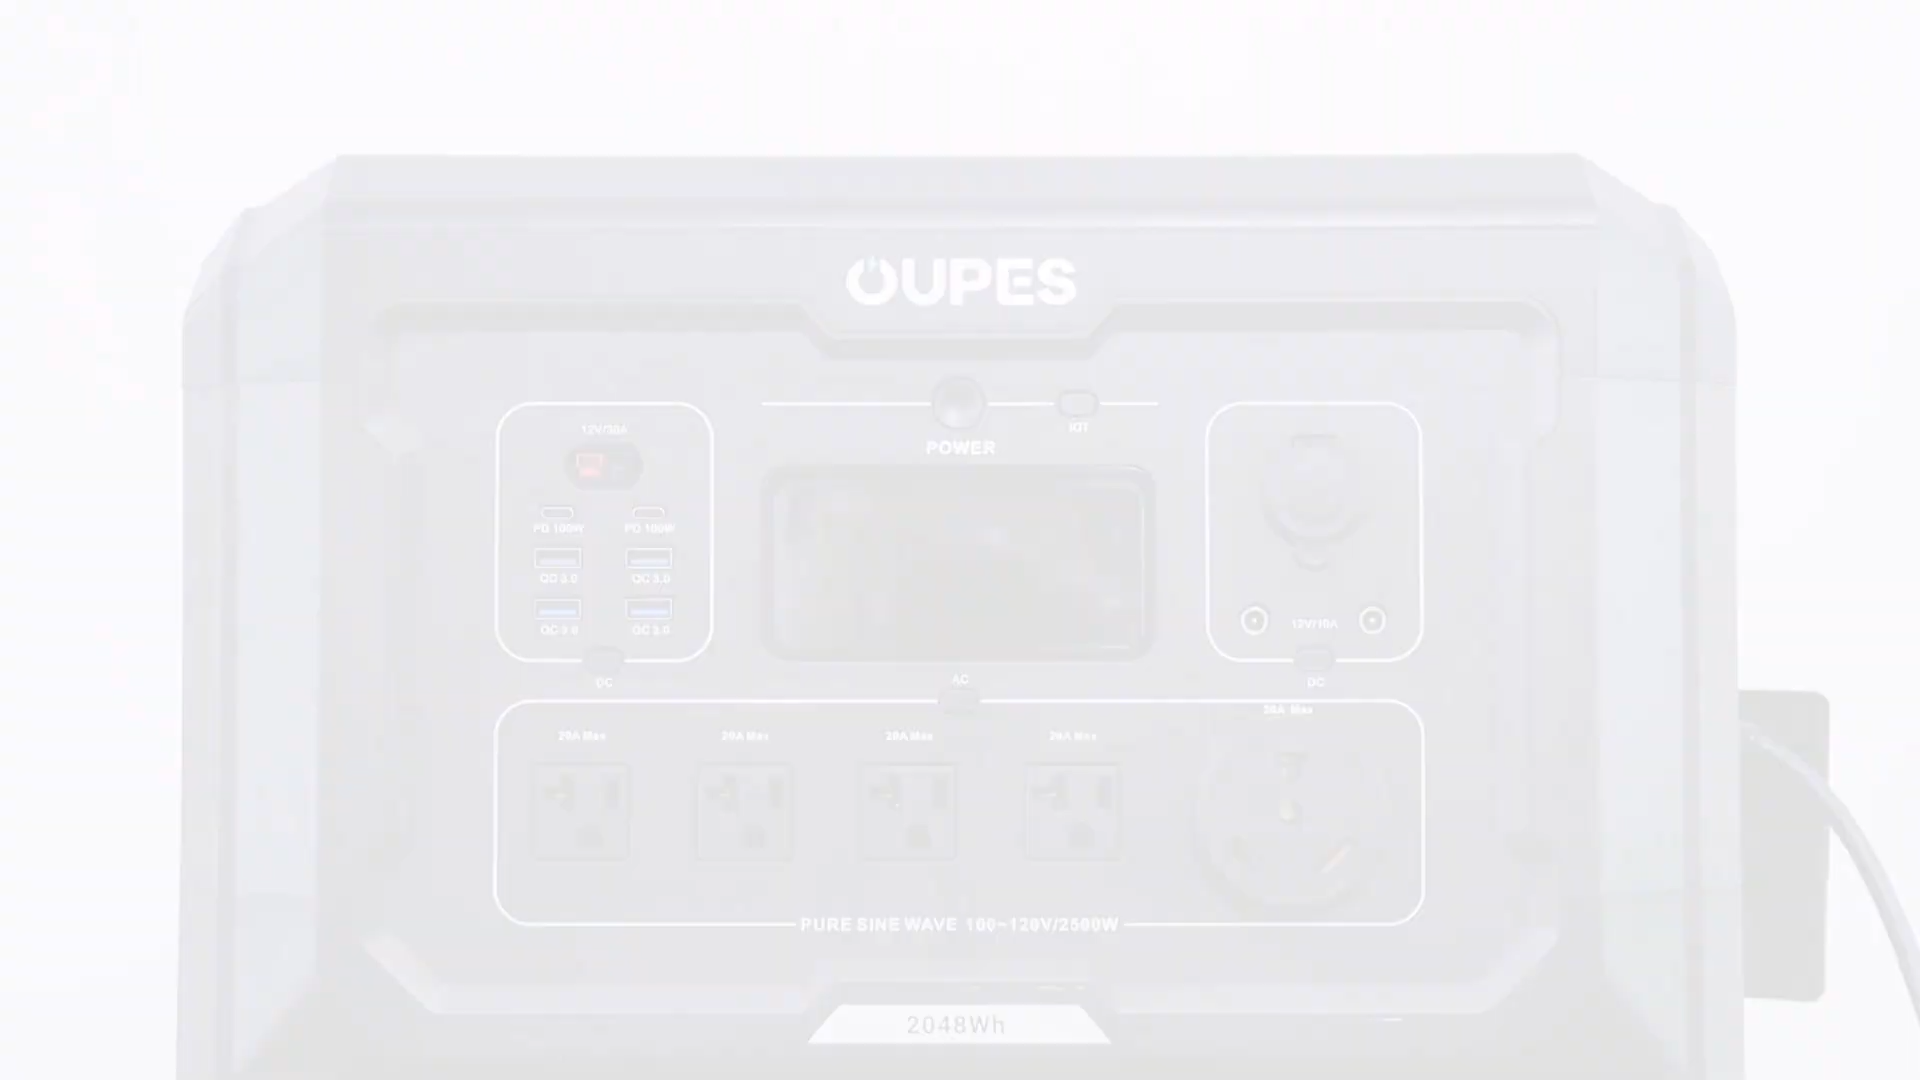 OUPES
12V/30A
IOT
POWER
PD 100W PD 100W
QC 3.0 QC 3.0
QC 3.0 QC 3.0
12V/10A
DC
AC
DC
20A Max 20A Max 20A Max 20A Max 30A Max
PURE SINE WAVE 100~120V/2500W
2048Wh